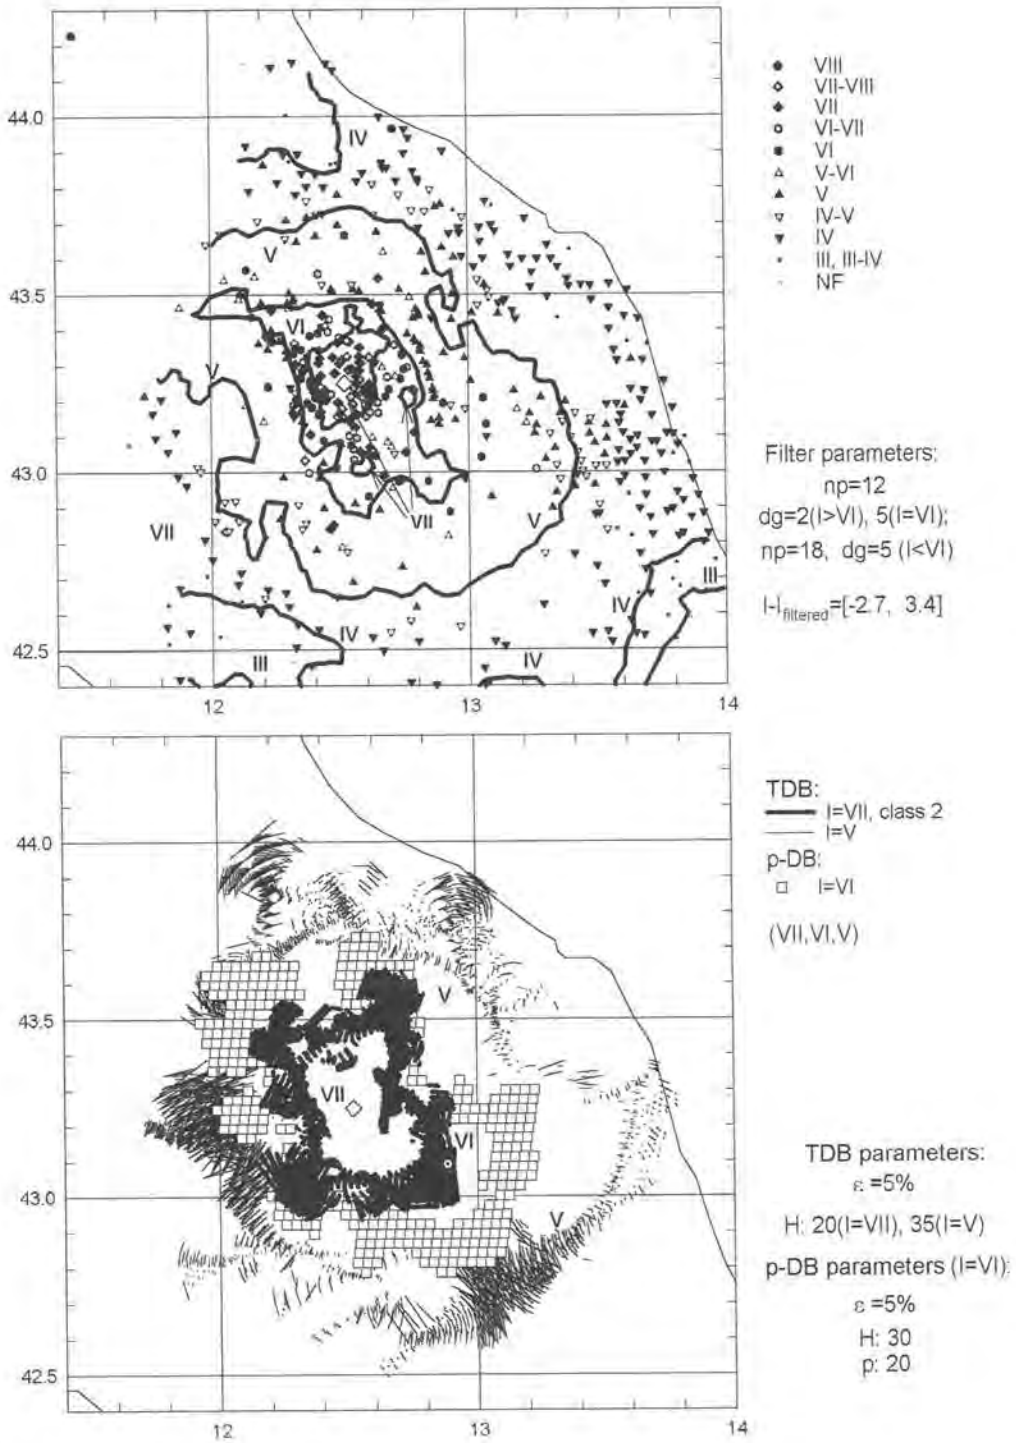 VIII
VII-VIII
VII
VI-VII
VI
V-VI
V
IV-V
IV
III, III-IV
NF
44.0
43.5
43.0
42.5
12
13
14
IV
V
VI
V
VII
VII
V
IV
III
IV
III
IV
Filter parameters:
np=12
dg=2(I>VI), 5(I=VI);
np=18, dg=5 (I<VI)
I-Ifiltered=[-2.7, 3.4]
TDB:
I=VII, class 2
I=V
p-DB:
I=VI
(VII,VI,V)
44.0
43.5
43.0
42.5
12
13
14
V
VII
VI
V
TDB parameters:
ε =5%
H: 20(I=VII), 35(I=V)
p-DB parameters (I=VI):
ε =5%
H: 30
p: 20